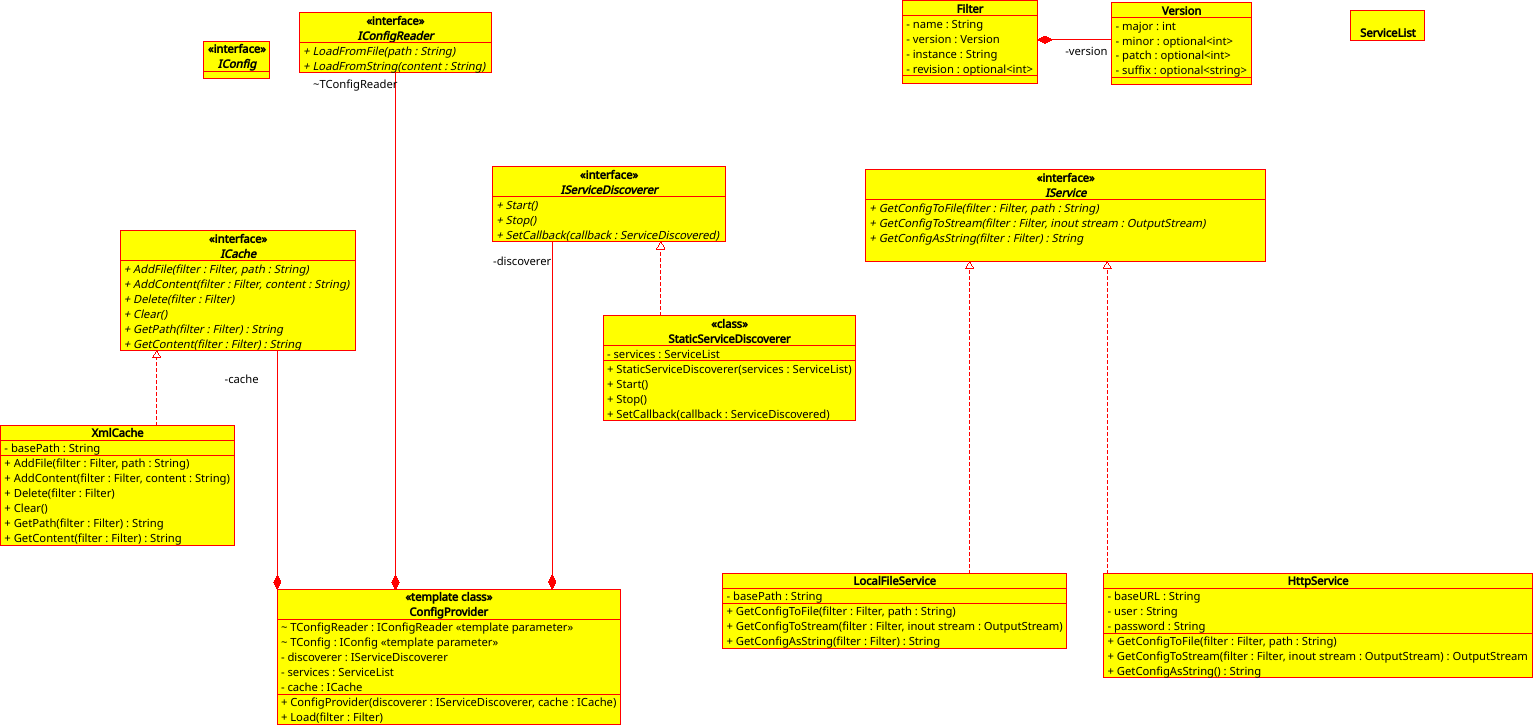 «interface»
IConfig
«interface»
IConfigReader
+ LoadFromFile(path : String)
+ LoadFromString(content : String)
~TConfigReader
Filter
- name : String
- version : Version
- instance : String
- revision : optional<int>
-version
Version
- major : int
- minor : optional<int>
- patch : optional<int>
- suffix : optional<string>
ServiceList
«interface»
IServiceDiscoverer
+ Start()
+ Stop()
+ SetCallback(callback : ServiceDiscovered)
-discoverer
«interface»
IService
+ GetConfigToFile(filter : Filter, path : String)
+ GetConfigToStream(filter : Filter, inout stream : OutputStream)
+ GetConfigAsString(filter : Filter) : String
«interface»
ICache
+ AddFile(filter : Filter, path : String)
+ AddContent(filter : Filter, content : String)
+ Delete(filter : Filter)
+ Clear()
+ GetPath(filter : Filter) : String
+ GetContent(filter : Filter) : String
-cache
«class»
StaticServiceDiscoverer
- services : ServiceList
+ StaticServiceDiscoverer(services : ServiceList)
+ Start()
+ Stop()
+ SetCallback(callback : ServiceDiscovered)
XmlCache
- basePath : String
+ AddFile(filter : Filter, path : String)
+ AddContent(filter : Filter, content : String)
+ Delete(filter : Filter)
+ Clear()
+ GetPath(filter : Filter) : String
+ GetContent(filter : Filter) : String
«template class»
ConfigProvider
~ TConfigReader : IConfigReader «template parameter»
~ TConfig : IConfig «template parameter»
- discoverer : IServiceDiscoverer
- services : ServiceList
- cache : ICache
+ ConfigProvider(discoverer : IServiceDiscoverer, cache : ICache)
+ Load(filter : Filter)
LocalFileService
- basePath : String
+ GetConfigToFile(filter : Filter, path : String)
+ GetConfigToStream(filter : Filter, inout stream : OutputStream)
+ GetConfigAsString(filter : Filter) : String
HttpService
- baseURL : String
- user : String
- password : String
+ GetConfigToFile(filter : Filter, path : String)
+ GetConfigToStream(filter : Filter, inout stream : OutputStream) : OutputStream
+ GetConfigAsString() : String